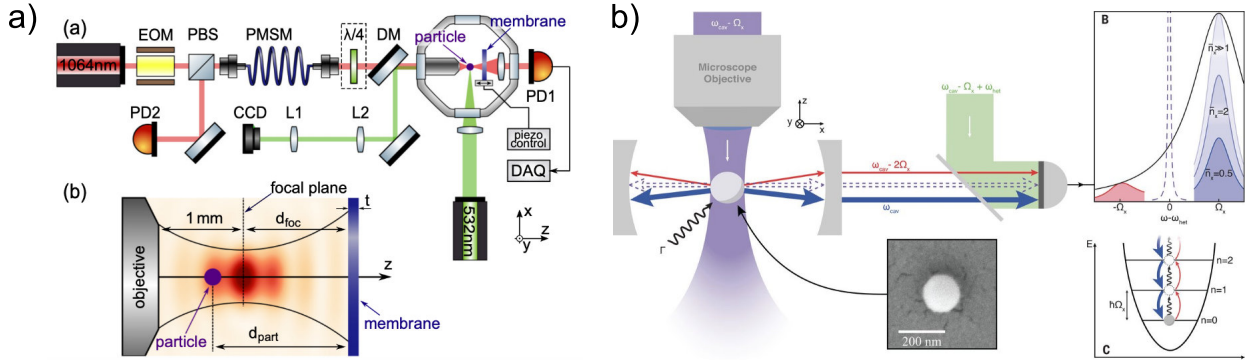 a)
(a)
EOM
PBS
PMSM
λ/4
DM
membrane
particle
1064nm
PD1
PD2
CCD
L1
L2
piezo
control
DAQ
532nm
x
y
z
(b)
focal plane
t
1 mm
d_foc
objective
z
particle
d_part
membrane
b)
ω_cav- Ω_x
Microscope
Objective
z
y
x
ω_cav- Ω_x + ω_het
ω_cav- 2Ω_x
ω_cav
Γ
200 nm
B
n̄_x≫1
n̄_x=2
n̄_x=0.5
-Ω_x
0
Ω_x
ω-ω_het
E
n=2
n=1
n=0
ħΩ_x
C